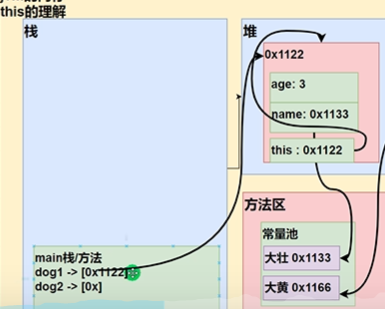 this的理解
栈
堆
0x1122
age: 3
name: 0x1133
this : 0x1122
方法区
常量池
大壮 0x1133
大黄 0x1166
main栈/方法
dog1 -> [0x1122]
dog2 -> [0x]